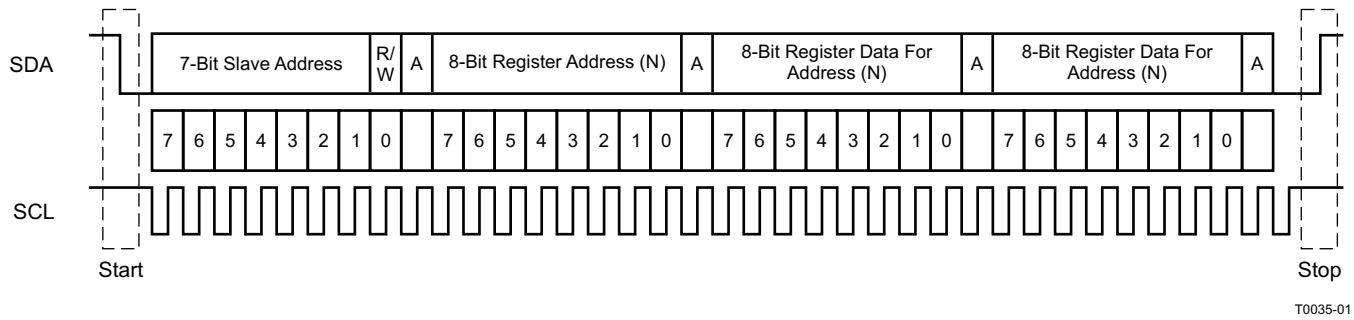 SDA
7-Bit Slave Address
R/
W
A
8-Bit Register Address (N)
A
8-Bit Register Data For
Address (N)
A
8-Bit Register Data For
Address (N)
A
7 6 5 4 3 2 1 0 7 6 5 4 3 2 1 0 7 6 5 4 3 2 1 0 7 6 5 4 3 2 1 0
SCL
Start
Stop
T0035-01